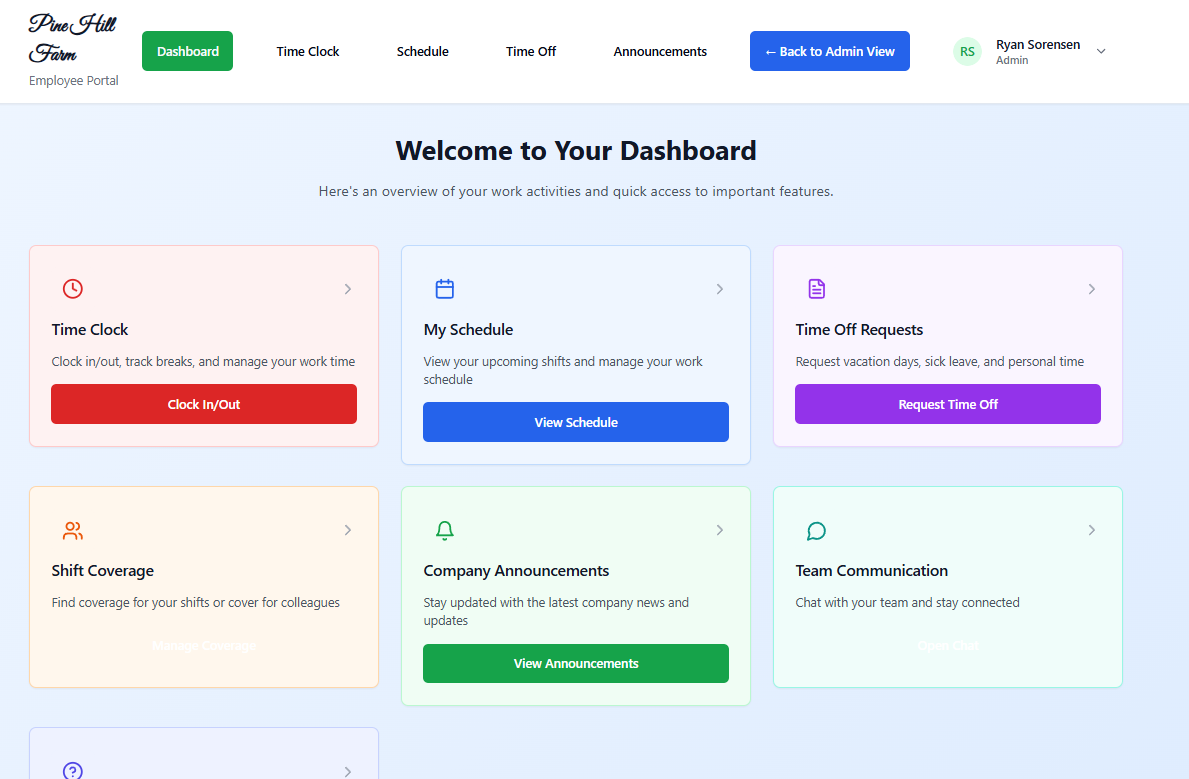 Pine Hill
Farm
Employee Portal
Dashboard
Time Clock
Schedule
Time Off
Announcements
← Back to Admin View
RS
Ryan Sorensen
Admin
Welcome to Your Dashboard
Here's an overview of your work activities and quick access to important features.
Time Clock
Clock in/out, track breaks, and manage your work time
Clock In/Out
My Schedule
View your upcoming shifts and manage your work
schedule
View Schedule
Time Off Requests
Request vacation days, sick leave, and personal time
Request Time Off
Shift Coverage
Find coverage for your shifts or cover for colleagues
Manage Coverage
Company Announcements
Stay updated with the latest company news and
updates
View Announcements
Team Communication
Chat with your team and stay connected
Open Chat